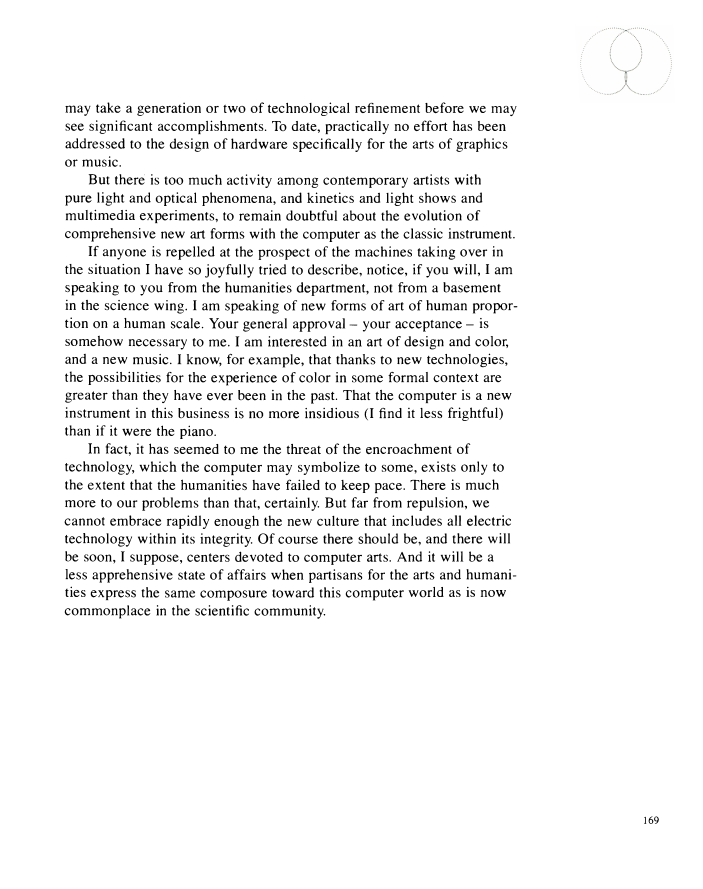 may take a generation or two of technological refinement before we may
see significant accomplishments. To date, practically no effort has been
addressed to the design of hardware specifically for the arts of graphics
or music.
But there is too much activity among contemporary artists with
pure light and optical phenomena, and kinetics and light shows and
multimedia experiments, to remain doubtful about the evolution of
comprehensive new art forms with the computer as the classic instrument.
If anyone is repelled at the prospect of the machines taking over in
the situation I have so joyfully tried to describe, notice, if you will, I am
speaking to you from the humanities department, not from a basement
in the science wing. I am speaking of new forms of art of human propor-
tion on a human scale. Your general approval – your acceptance – is
somehow necessary to me. I am interested in an art of design and color,
and a new music. I know, for example, that thanks to new technologies,
the possibilities for the experience of color in some formal context are
greater than they have ever been in the past. That the computer is a new
instrument in this business is no more insidious (I find it less frightful)
than if it were the piano.
In fact, it has seemed to me the threat of the encroachment of
technology, which the computer may symbolize to some, exists only to
the extent that the humanities have failed to keep pace. There is much
more to our problems than that, certainly. But far from repulsion, we
cannot embrace rapidly enough the new culture that includes all electric
technology within its integrity. Of course there should be, and there will
be soon, I suppose, centers devoted to computer arts. And it will be a
less apprehensive state of affairs when partisans for the arts and humani-
ties express the same composure toward this computer world as is now
commonplace in the scientific community.
169